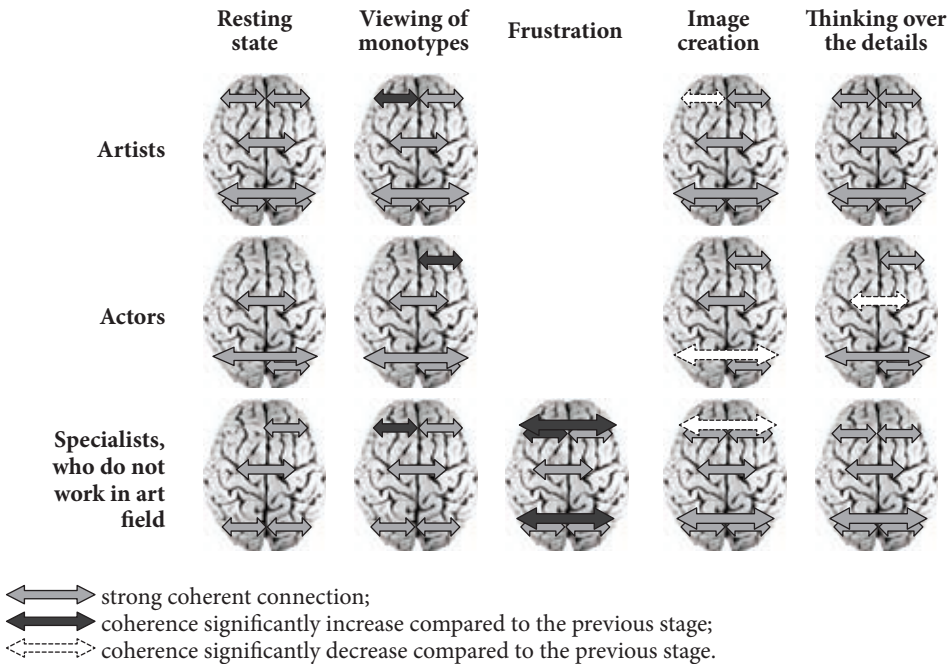 Resting
state
Viewing of
monotypes
Frustration
Image
creation
Thinking over
the details
Artists
Actors
Specialists,
who do not
work in art
field
strong coherent connection;
coherence significantly increase compared to the previous stage;
coherence significantly decrease compared to the previous stage.